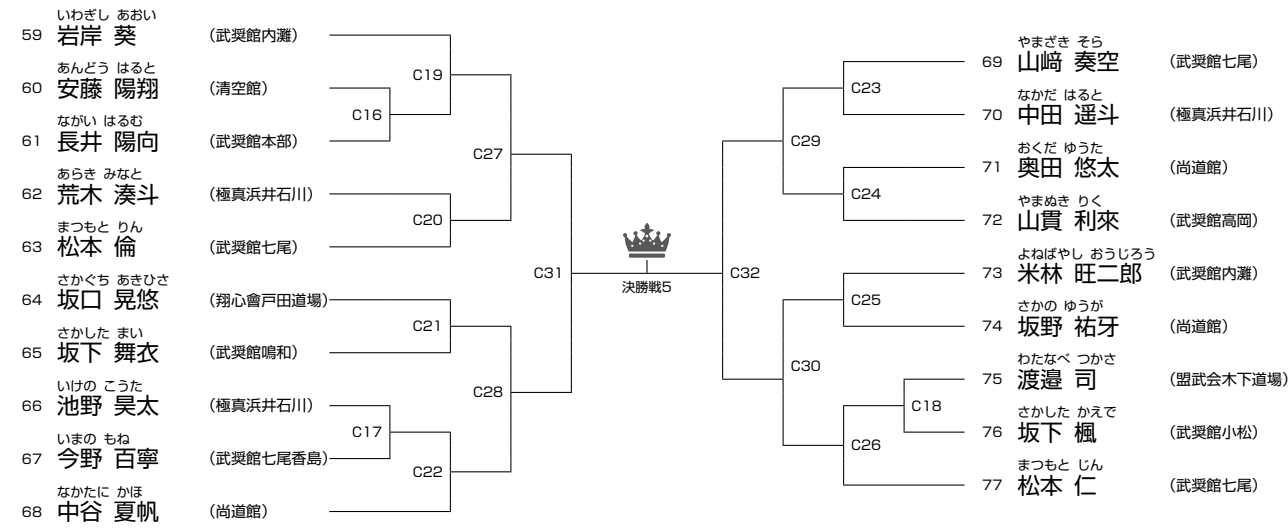 いわぎし あおい
59 岩岸 葵 (武奨館内灘)
あんどう はると
60 安藤 陽翔 (清空館)
ながい はるむ
61 長井 陽向 (武奨館本部)
あらき みなと
62 荒木 湊斗 (極真浜井石川)
まつもと りん
63 松本 倫 (武奨館七尾)
さかぐち あきひさ
64 坂口 晃悠 (翔心會戸田道場)
さかした まい
65 坂下 舞衣 (武奨館鳴和)
いけの こうた
66 池野 昊太 (極真浜井石川)
いまの もね
67 今野 百寧 (武奨館七尾香島)
なかたに かほ
68 中谷 夏帆 (尚道館)
C19
C16
C27
C20
C31
C21
C28
C17
C22
決勝戦5
C23
C29
C24
C32
C25
C30
C18
C26
やまざき そら
69 山﨑 奏空 (武奨館七尾)
なかだ はると
70 中田 遥斗 (極真浜井石川)
おくだ ゆうた
71 奥田 悠太 (尚道館)
やまぬき りく
72 山貫 利來 (武奨館高岡)
よねばやし おうじろう
73 米林 旺二郎 (武奨館内灘)
さかの ゆうが
74 坂野 祐牙 (尚道館)
わたなべ つかさ
75 渡邉 司 (盟武会木下道場)
さかした かえで
76 坂下 楓 (武奨館小松)
まつもと じん
77 松本 仁 (武奨館七尾)